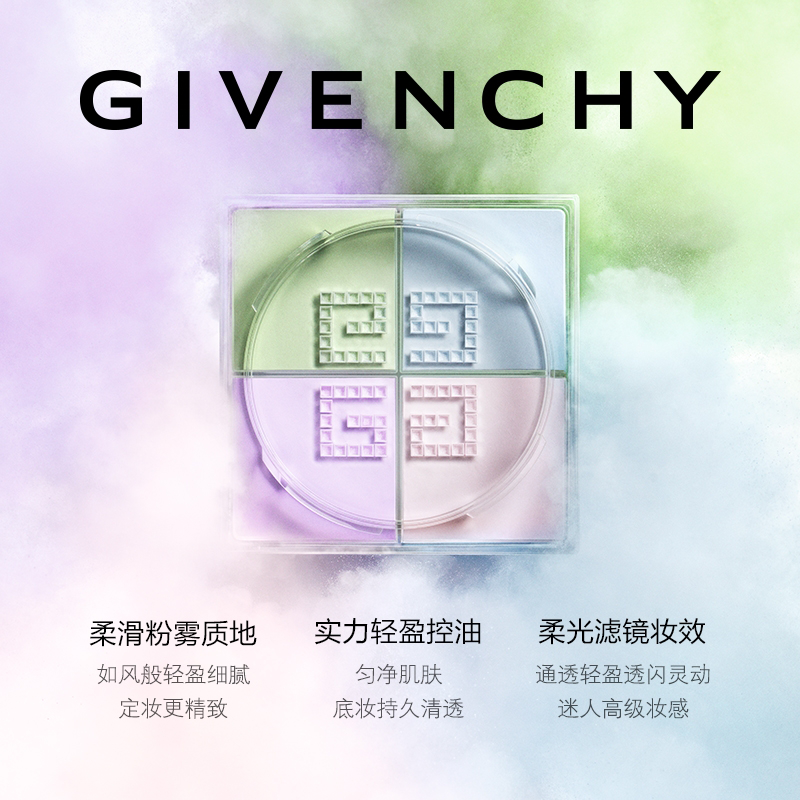 GIVENCHY
柔滑粉雾质地
如风般轻盈细腻
定妆更精致
实力轻盈控油
匀净肌肤
底妆持久清透
柔光滤镜妆效
通透轻盈透闪灵动
迷人高级妆感